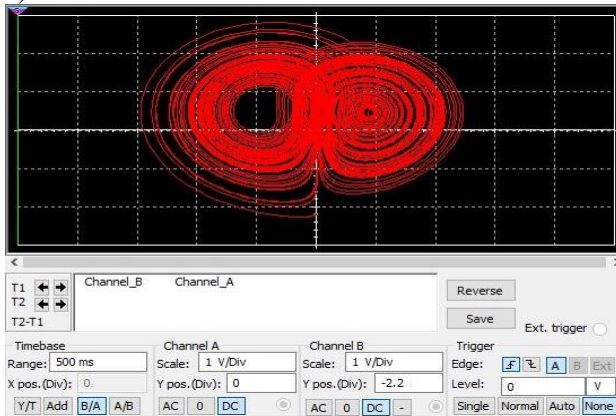 Channel_B Channel_A
T1
T2
T2-T1
Reverse
Save
Ext. trigger
Timebase
Range: 500 ms
X pos.(Div): 0
Y/T Add B/A A/B
Channel A
Scale: 1 V/Div
Y pos.(Div): 0
AC 0 DC
Channel B
Scale: 1 V/Div
Y pos.(Div): -2.2
AC 0 DC -
Trigger
Edge: A B Ext
Level: 0 V
Single Normal Auto None